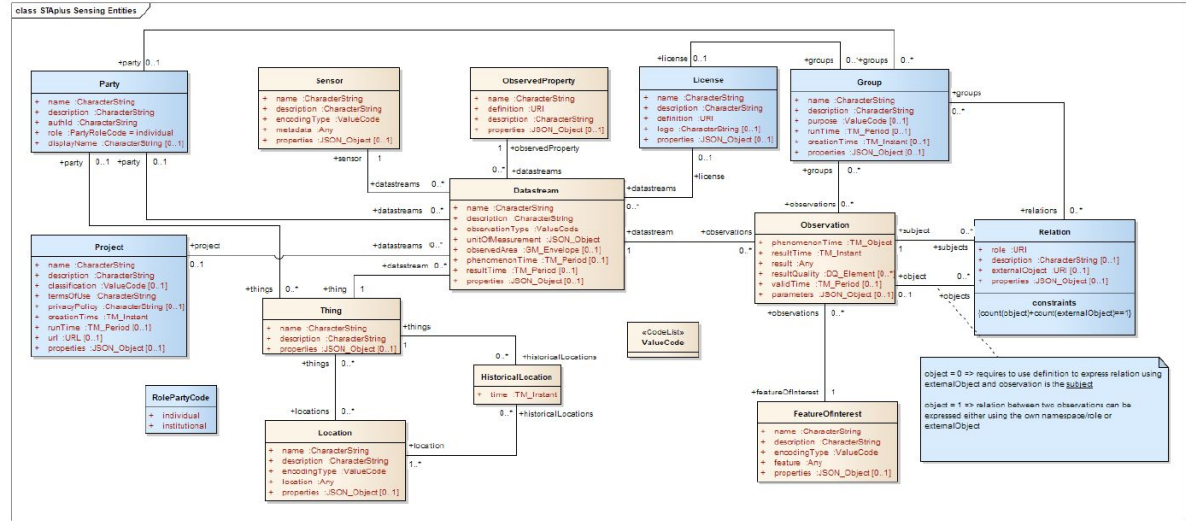 class STAplus Sensing Entities
+party 0..1
+license 0..1
0..*
+groups
+groups
0..*
Party
+ name :CharacterString
+ description :CharacterString
+ authId :CharacterString
+ role :PartyRoleCode = individual
+ displayName :CharacterString [0..1]
Sensor
+ name :CharacterString
+ description :CharacterString
+ encodingType :ValueCode
+ metadata :Any
+ properties :JSON_Object [0..1]
ObservedProperty
+ name :CharacterString
+ definition :URI
+ description :CharacterString
+ properties :JSON_Object [0..1]
License
+ name :CharacterString
+ description :CharacterString
+ definition :URI
+ logo :CharacterString [0..1]
+ properties :JSON_Object [0..1]
Group
+ name :CharacterString
+ description :CharacterString
+ purpose :ValueCode [0..1]
+ runTime :TM_Period [0..1]
+ creationTime :TM_Instant [0..1]
+ properties :JSON_Object [0..1]
+groups
0..*
0..1 0..1
+party +party
+sensor 1
1
+observedProperty
0..1
+license
0..*
+groups
+datastreams 0..*
0..*
+datastreams
+datastreams
0..*
+datastreams 0..*
Datastream
+ name :CharacterString
+ description :CharacterString
+ observationType :ValueCode
+ unitOfMeasurement :JSON_Object
+ observedArea :GM_Envelope [0..1]
+ phenomenonTime :TM_Period [0..1]
+ resultTime :TM_Period [0..1]
+ properties :JSON_Object [0..1]
+observations 0..*
Observation
+ phenomenonTime :TM_Object
+ resultTime :TM_Instant
+ result :Any
+ resultQuality :DQ_Element [0..*]
+ validTime :TM_Period [0..1]
+ parameters :JSON_Object [0..1]
+relations 0..*
Relation
+ role :URI
+ description :CharacterString [0..1]
+ externalObject :URI [0..1]
+ properties :JSON_Object [0..1]
constraints
{count(object)+count(externalObject)==1}
+subject 0..*
1 +subjects
+object 0..*
0..1 +objects
+datastream
1
+observations
0..*
Project
+ name :CharacterString
+ description :CharacterString
+ classification :ValueCode [0..1]
+ termsOfUse :CharacterString
+ privacyPolicy :CharacterString [0..1]
+ creationTime :TM_Instant
+ runTime :TM_Period [0..1]
+ url :URL [0..1]
+ properties :JSON_Object [0..1]
+project
0..1
+datastreams 0..*
+datastream 0..*
+things 0..*
+thing 1
Thing
+ name :CharacterString
+ description :CharacterString
+ properties :JSON_Object [0..1]
+things
1
0..*
+historicalLocations
«CodeList»
ValueCode
+observations 0..*
+things 0..*
HistoricalLocation
+ time :TM_Instant
0..*
+historicalLocations
RolePartyCode
+ individual
+ institutional
+locations 0..*
Location
+ name :CharacterString
+ description :CharacterString
+ encodingType :ValueCode
+ location :Any
+ properties :JSON_Object [0..1]
+location
1..*
+featureOfInterest 1
FeatureOfInterest
+ name :CharacterString
+ description :CharacterString
+ encodingType :ValueCode
+ feature :Any
+ properties :JSON_Object [0..1]
object = 0 => requires to use definition to express relation using
externalObject and observation is the subject
object = 1 => relation between two observations can be
expressed either using the own namespace/role or
externalObject